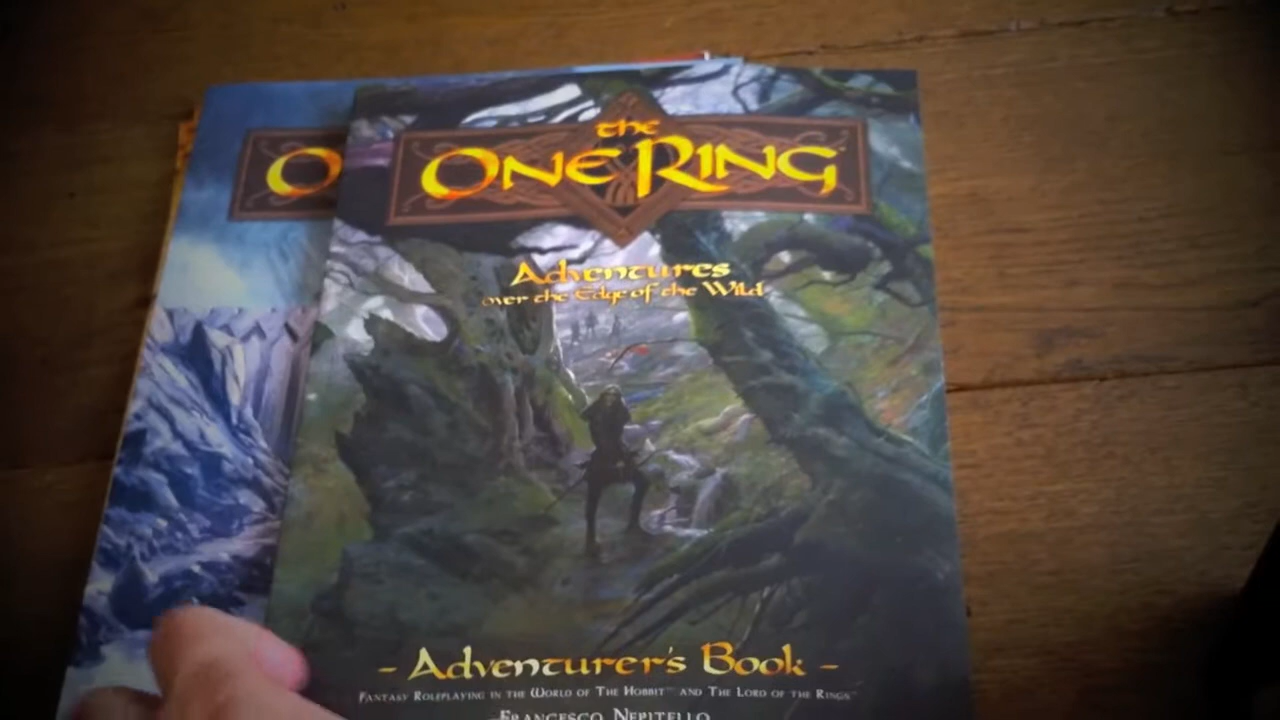 O
the
ONE RING
Adventures
over the Edge of the Wild
- Adventurer's Book -
Fantasy Roleplaying in the World of The Hobbit™ and The Lord of the Rings™
Francesco Nepitello